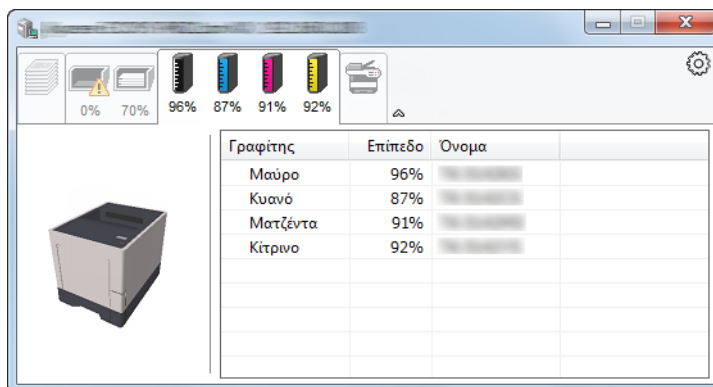 0% 70% 96% 87% 91% 92%
Γραφίτης Επίπεδο Όνομα
Μαύρο 96%
Κυανό 87%
Ματζέντα 91%
Κίτρινο 92%